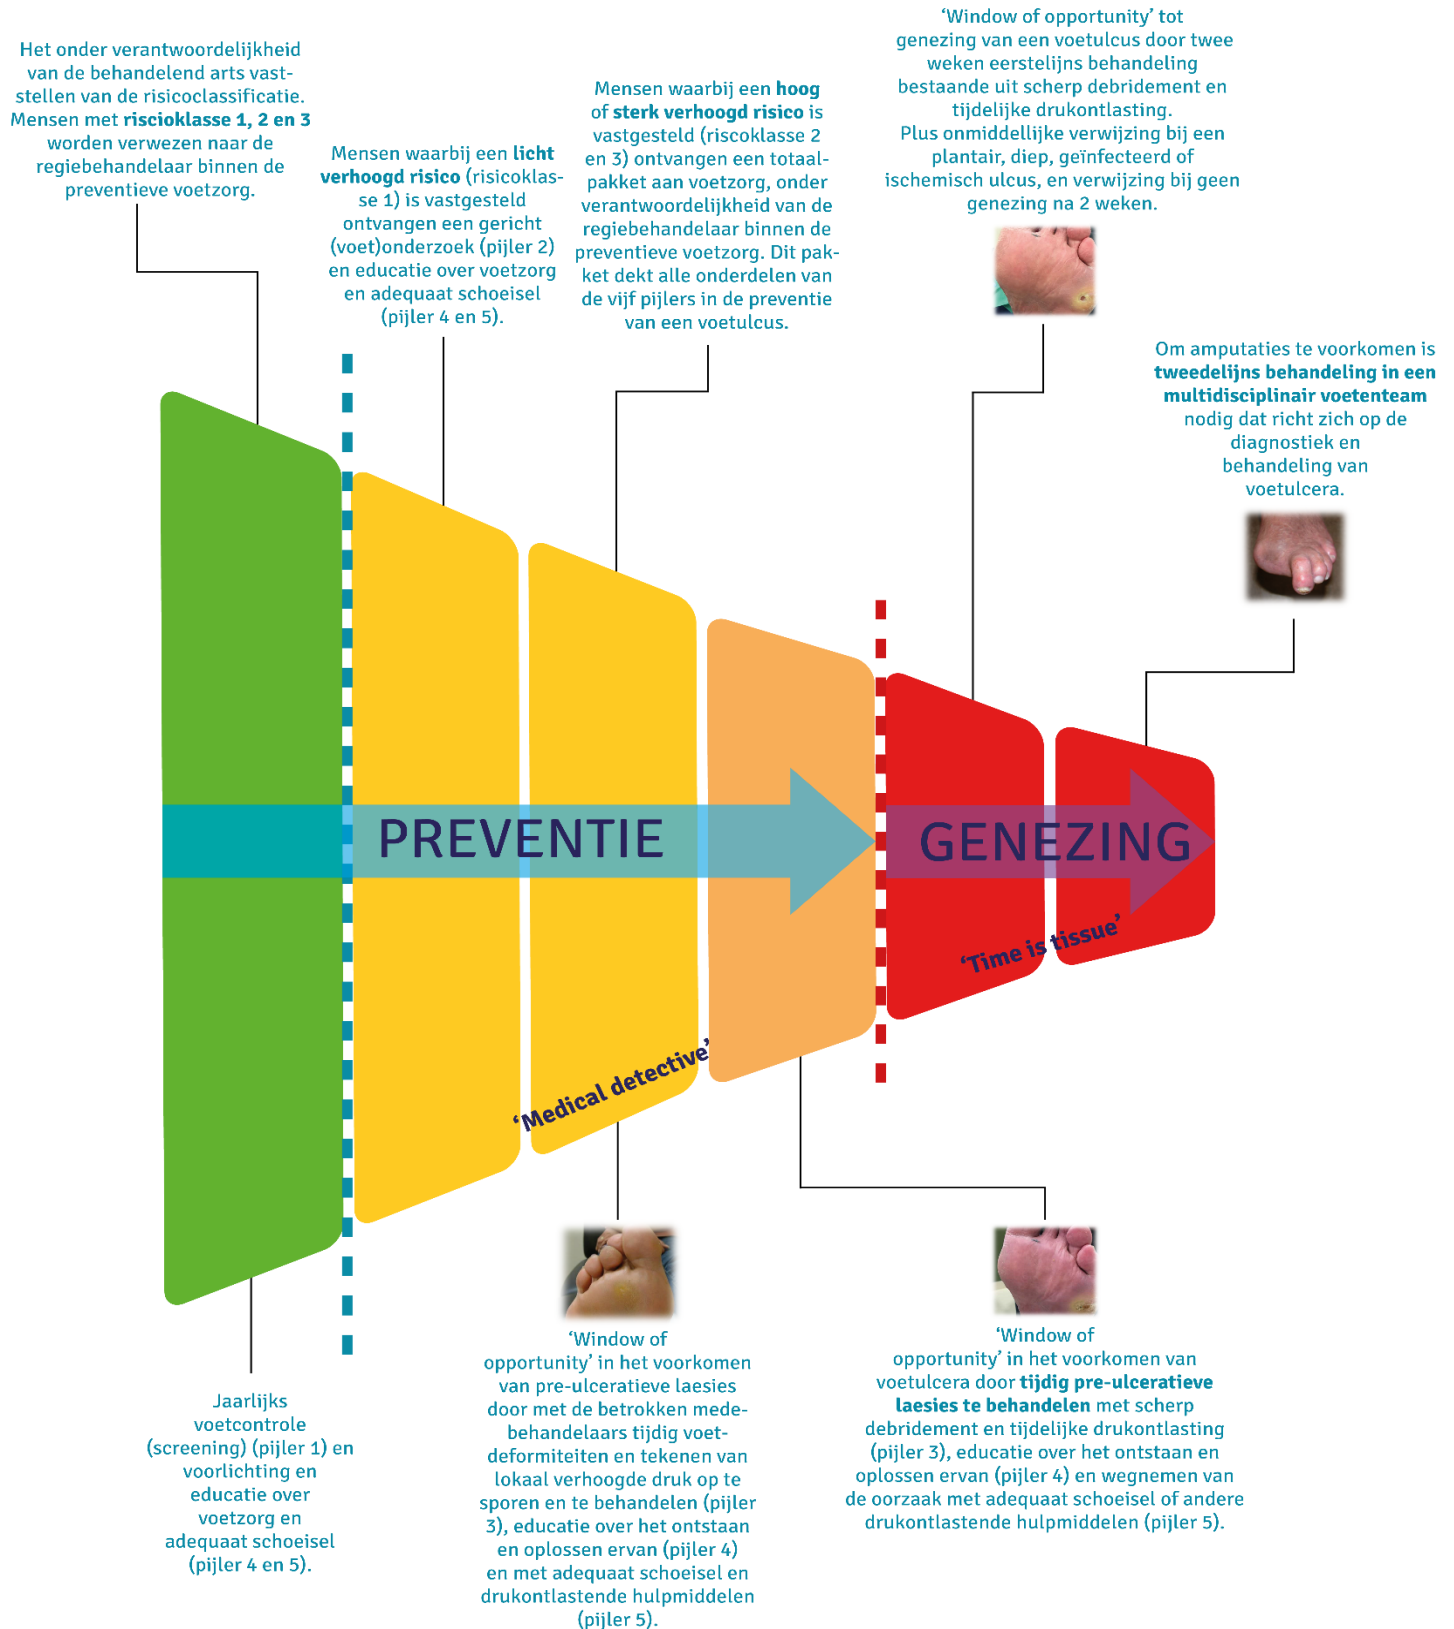 Het onder verantwoordelijkheid
van de behandelend arts vast-
stellen van de risicoclassificatie.
Mensen met riscioklasse 1, 2 en 3
worden verwezen naar de
regiebehandelaar binnen de
preventieve voetzorg.
Mensen waarbij een licht
verhoogd risico (risicoklas-
se 1) is vastgesteld
ontvangen een gericht
(voet)onderzoek (pijler 2)
en educatie over voetzorg
en adequaat schoeisel
(pijler 4 en 5).
Mensen waarbij een hoog
of sterk verhoogd risico is
vastgesteld (riscoklasse 2
en 3) ontvangen een totaal-
pakket aan voetzorg, onder
verantwoordelijkheid van de
regiebehandelaar binnen de
preventieve voetzorg. Dit pak-
ket dekt alle onderdelen van
de vijf pijlers in de preventie
van een voetulcus.
‘Window of opportunity’ tot
genezing van een voetulcus door twee
weken eerstelijns behandeling
bestaande uit scherp debridement en
tijdelijke drukontlasting.
Plus onmiddellijke verwijzing bij een
plantair, diep, geïnfecteerd of
ischemisch ulcus, en verwijzing bij geen
genezing na 2 weken.
Om amputaties te voorkomen is
tweedelijns behandeling in een
multidisciplinair voetenteam
nodig dat richt zich op de
diagnostiek en
behandeling van
voetulcera.
PREVENTIE
GENEZING
‘Time is tissue’
‘Medical detective’
Jaarlijks
voetcontrole
(screening) (pijler 1) en
voorlichting en
educatie over
voetzorg en
adequaat schoeisel
(pijler 4 en 5).
‘Window of
opportunity’ in het voorkomen
van pre-ulceratieve laesies
door met de betrokken mede-
behandelaars tijdig voet-
deformiteiten en tekenen van
lokaal verhoogde druk op te
sporen en te behandelen (pijler
3), educatie over het ontstaan
en oplossen ervan (pijler 4)
en met adequaat schoeisel en
drukontlastende hulpmiddelen
(pijler 5).
‘Window of
opportunity’ in het voorkomen van
voetulcera door tijdig pre-ulceratieve
laesies te behandelen met scherp
debridement en tijdelijke drukontlasting
(pijler 3), educatie over het ontstaan en
oplossen ervan (pijler 4) en wegnemen van
de oorzaak met adequaat schoeisel of andere
drukontlastende hulpmiddelen (pijler 5).